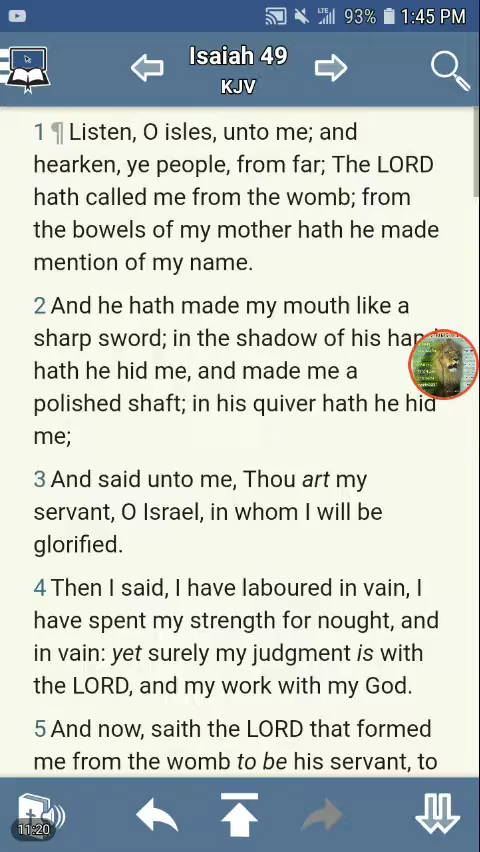 LTE 93% 1:45 PM
Isaiah 49
KJV
1 ¶ Listen, O isles, unto me; and
hearken, ye people, from far; The LORD
hath called me from the womb; from
the bowels of my mother hath he made
mention of my name.
2 And he hath made my mouth like a
sharp sword; in the shadow of his hand
hath he hid me, and made me a
polished shaft; in his quiver hath he hid
me;
3 And said unto me, Thou art my
servant, O Israel, in whom I will be
glorified.
4 Then I said, I have laboured in vain, I
have spent my strength for nought, and
in vain: yet surely my judgment is with
the LORD, and my work with my God.
5 And now, saith the LORD that formed
me from the womb to be his servant, to
11:20